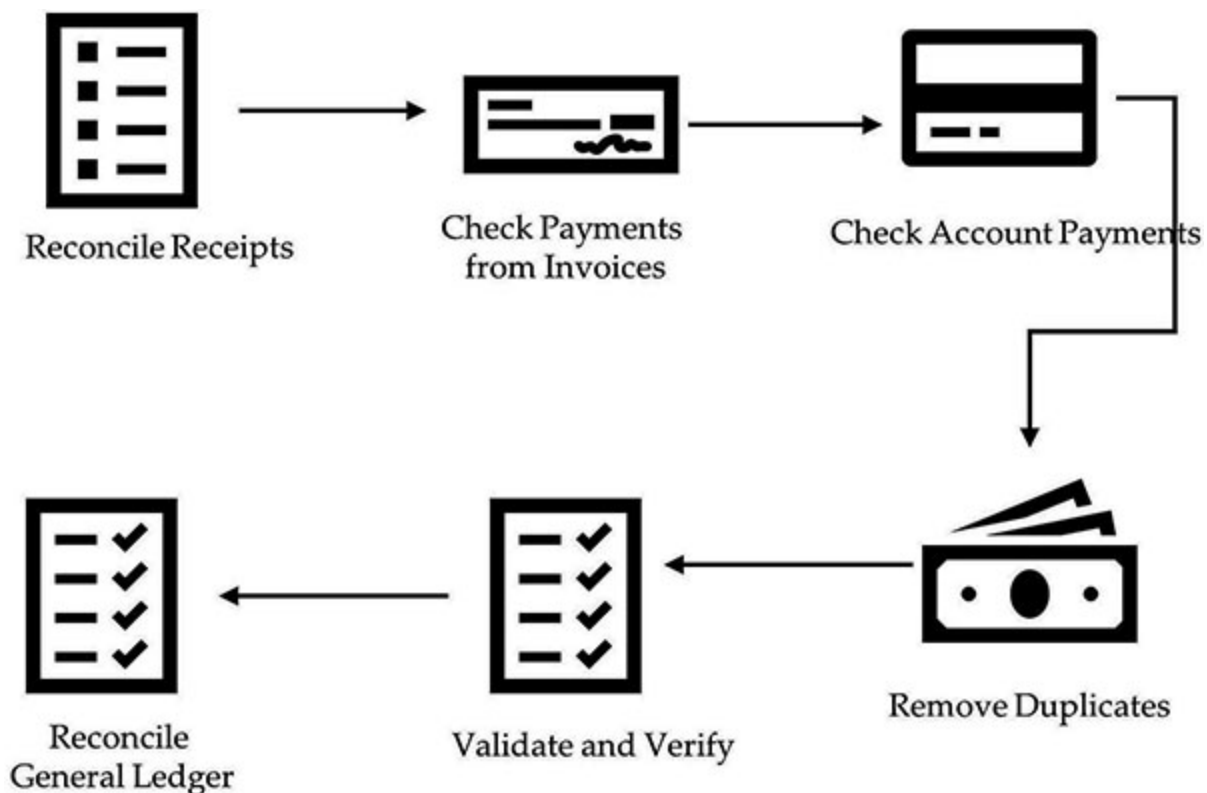 Reconcile Receipts
Check Payments
from Invoices
Check Account Payments
Remove Duplicates
Validate and Verify
Reconcile
General Ledger